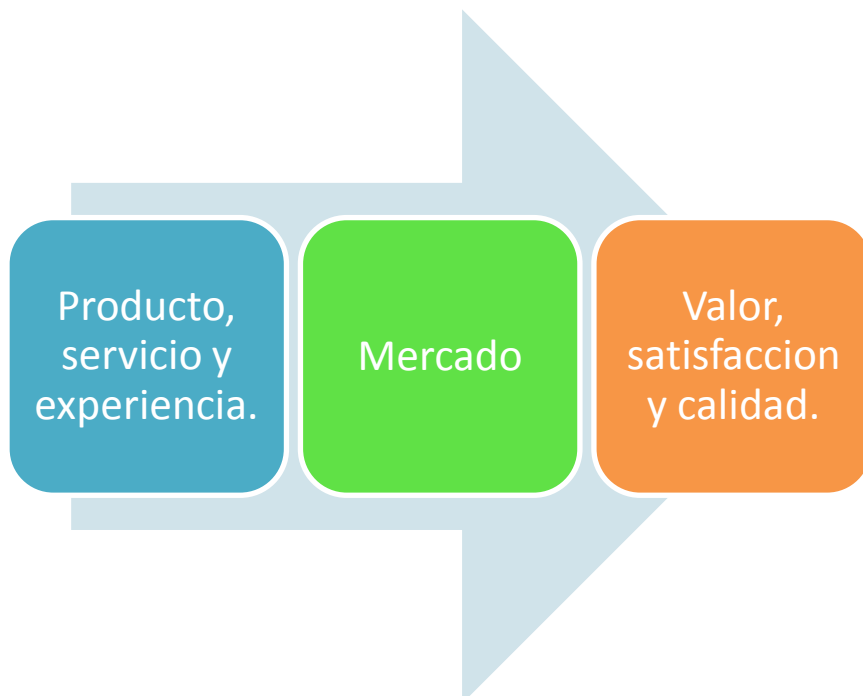 Producto,
servicio y
experiencia.
Mercado
Valor,
satisfaccion
y calidad.